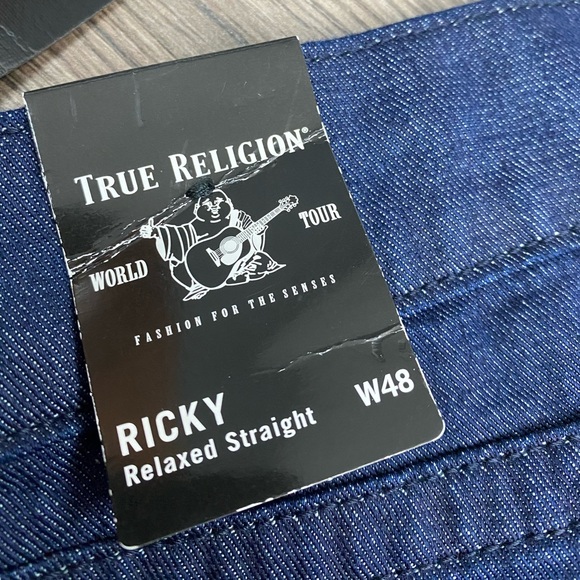 TRUE RELIGION®
WORLD TOUR
FASHION FOR THE SENSES
RICKY W48
Relaxed Straight